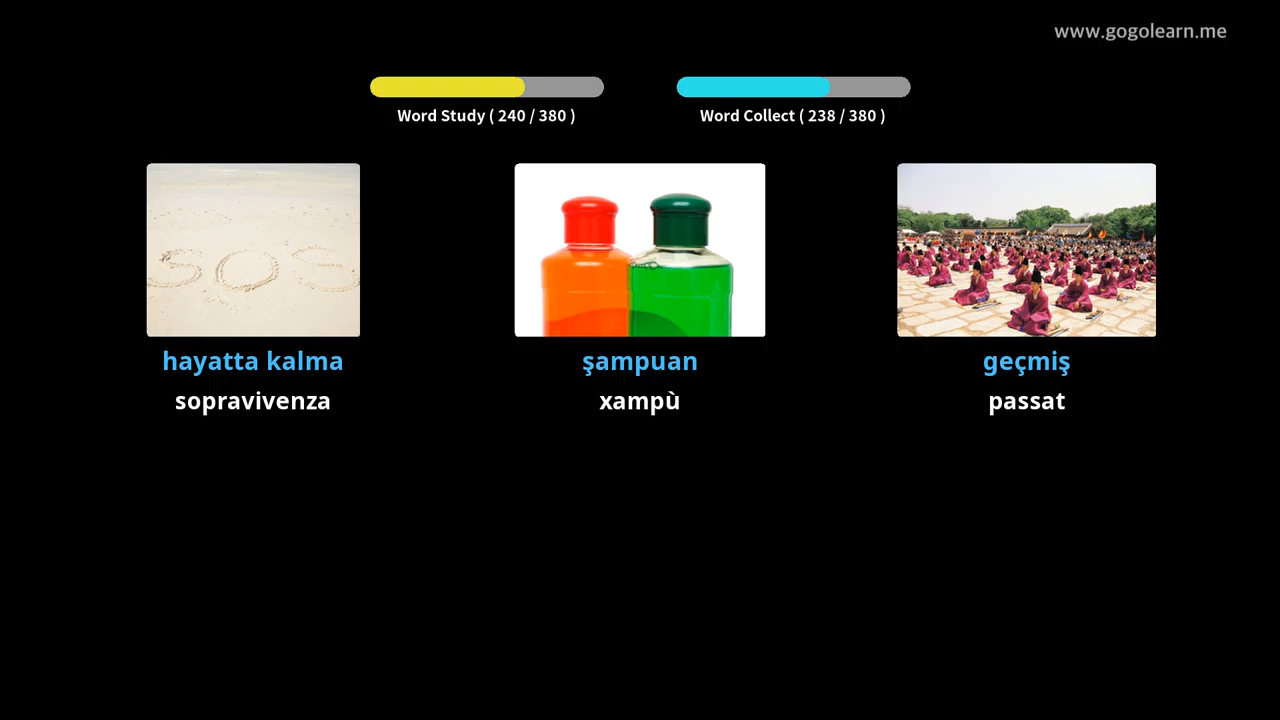 www.gogolearn.me
Word Study ( 240 / 380 )
Word Collect ( 238 / 380 )
SOS
hayatta kalma
şampuan
geçmiş
sopravivenza
xampù
passat